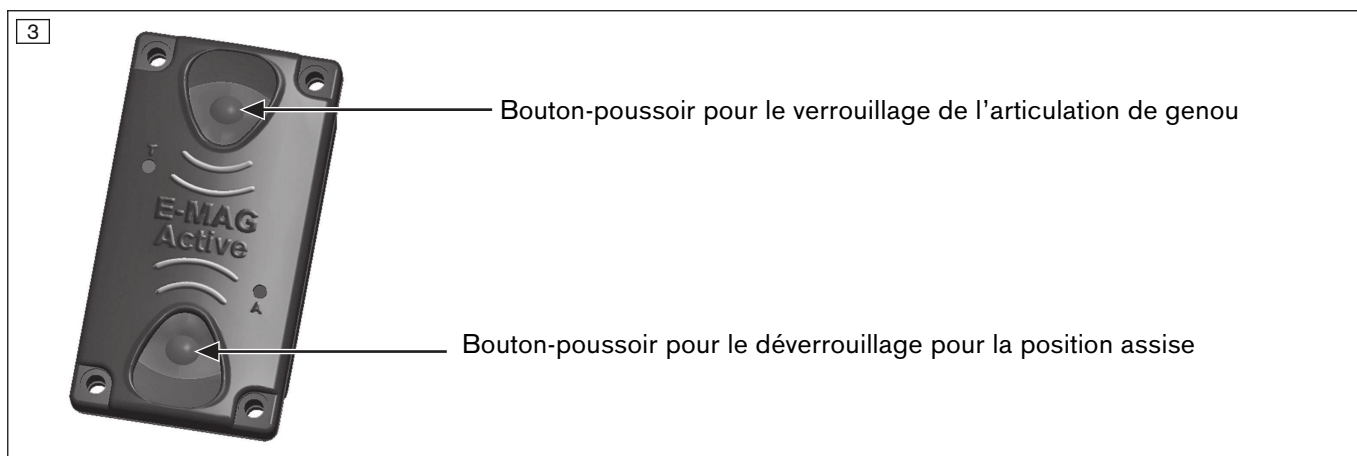 3
Bouton-poussoir pour le verrouillage de l'articulation de genou
T
E-MAG
Active
A
Bouton-poussoir pour le déverrouillage pour la position assise